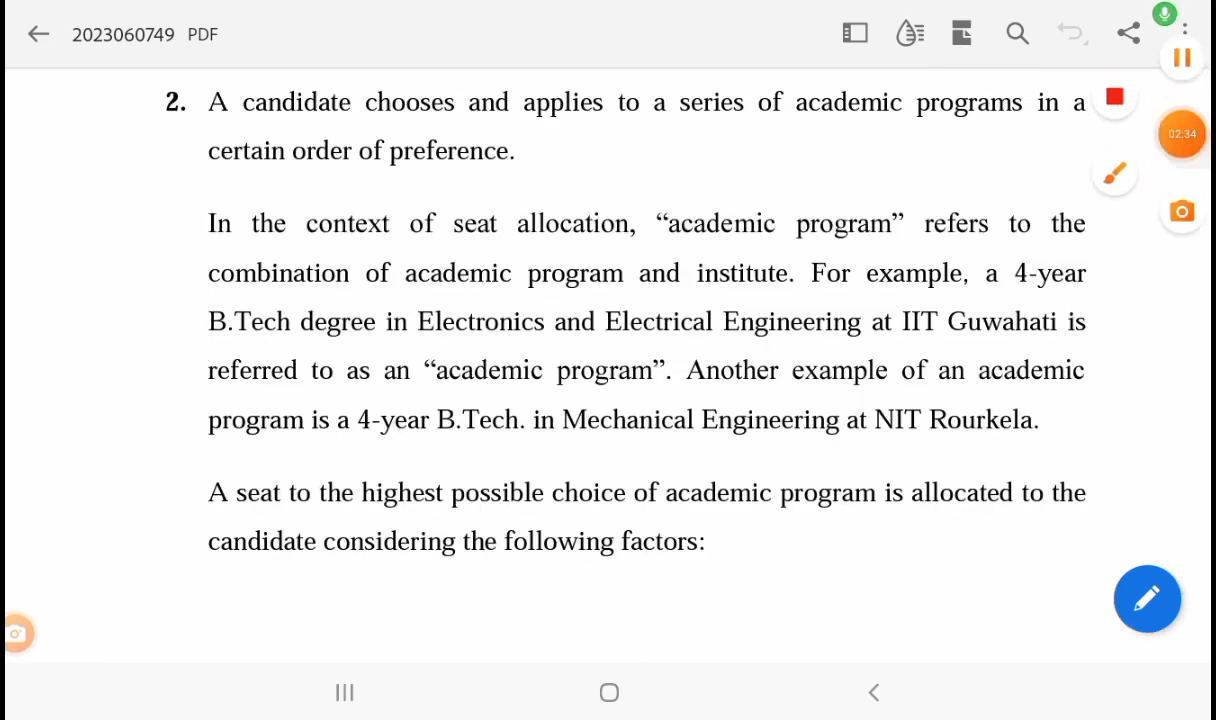 2023060749 PDF
02:34
2. A candidate chooses and applies to a series of academic programs in a
certain order of preference.
In the context of seat allocation, “academic program” refers to the
combination of academic program and institute. For example, a 4-year
B.Tech degree in Electronics and Electrical Engineering at IIT Guwahati is
referred to as an “academic program”. Another example of an academic
program is a 4-year B.Tech. in Mechanical Engineering at NIT Rourkela.
A seat to the highest possible choice of academic program is allocated to the
candidate considering the following factors: